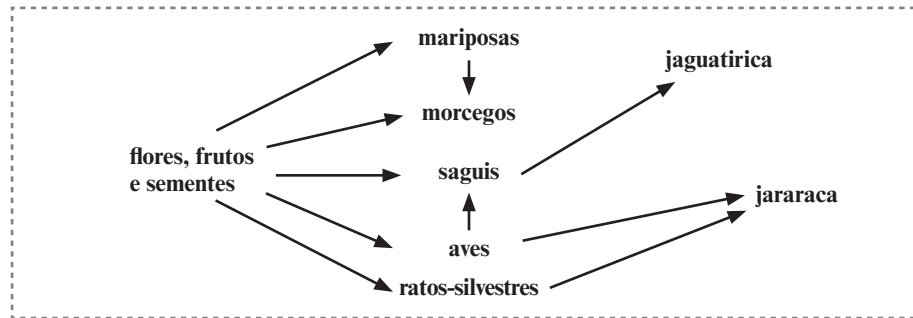 mariposas
jaguatirica
morcegos
flores, frutos
e sementes
saguis
jararaca
aves
ratos-silvestres